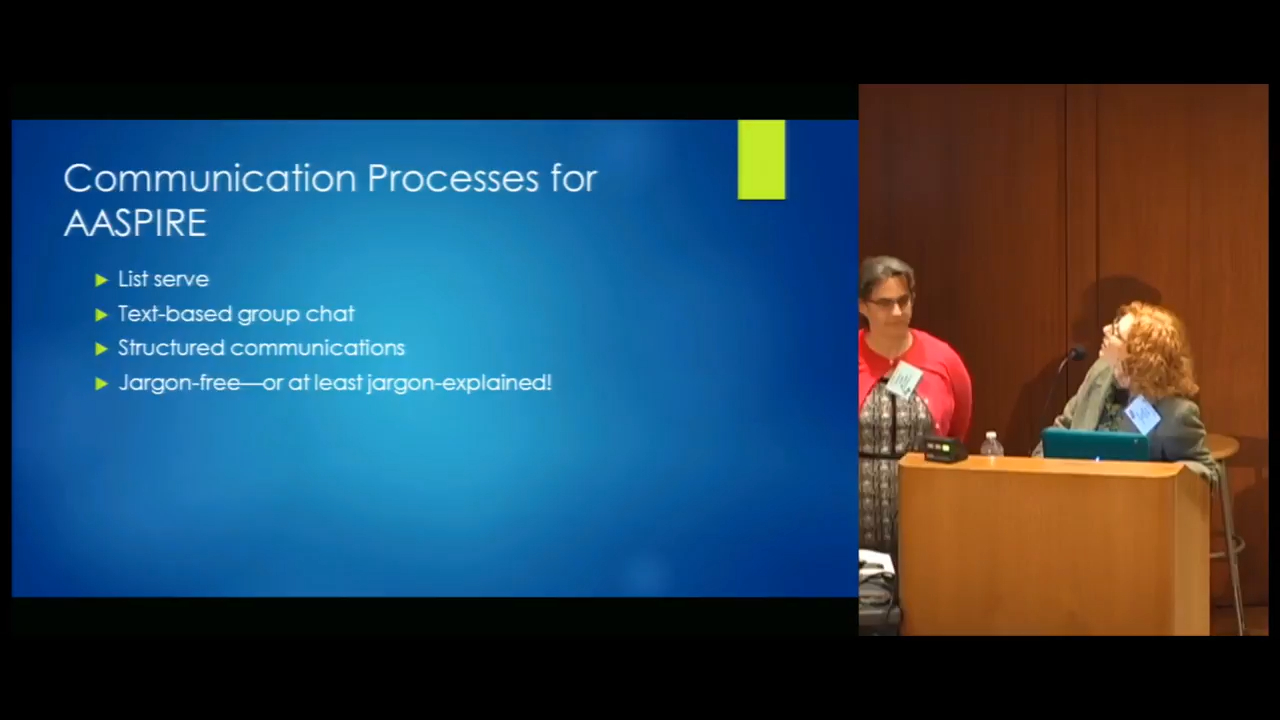 Communication Processes for
AASPIRE
List serve
Text-based group chat
Structured communications
Jargon-free—or at least jargon-explained!